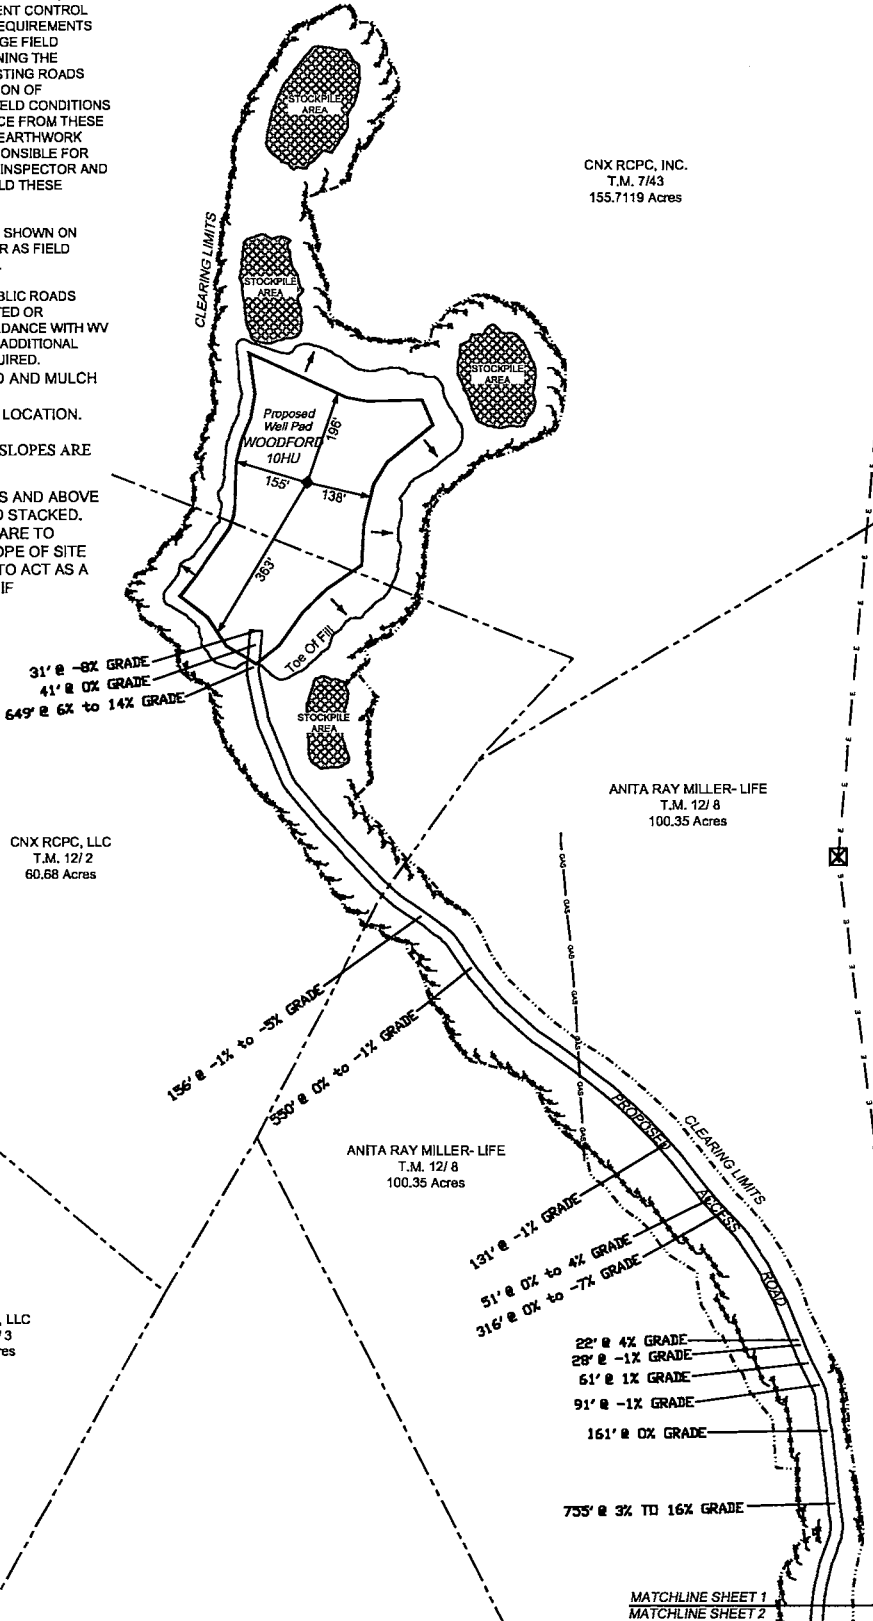 ENT CONTROL
EQUIREMENTS
GE FIELD
NING THE
STING ROADS
ON OF
ELD CONDITIONS
CE FROM THESE
EARTHWORK
ONSIBLE FOR
INSPECTOR AND
LD THESE
SHOWN ON
R AS FIELD
BLIC ROADS
TED OR
DANCE WITH WV
ADDITIONAL
UIRED.
D AND MULCH
LOCATION.
SLOPES ARE
S AND ABOVE
D STACKED.
ARE TO
OPE OF SITE
TO ACT AS A
IF
STOCKPILE
AREA
CNX RCPC, INC.
T.M. 7/43
155.7119 Acres
CLEARING LIMITS
STOCKPILE
AREA
STOCKPILE
AREA
Proposed
Well Pad
WOODFORD
10HU
196'
155'
138'
363'
Toe Of Fill
31' @ -8% GRADE
41' @ 0% GRADE
649' @ 6% to 14% GRADE
STOCKPILE
AREA
ANITA RAY MILLER- LIFE
T.M. 12/ 8
100.35 Acres
CNX RCPC, LLC
T.M. 12/ 2
60.68 Acres
GAS
GAS
GAS
GAS
GAS
E
E
E
E
E
E
E
E
E
156' @ -1% to -5% GRADE
550' @ 0% to -1% GRADE
ANITA RAY MILLER- LIFE
T.M. 12/ 8
100.35 Acres
PROPOSED
ACCESS
ROAD
CLEARING LIMITS
131' @ -1% GRADE
51' @ 0% to 4% GRADE
316' @ 0% to -7% GRADE
, LLC
/ 3
res
22' @ 4% GRADE
28' @ -1% GRADE
61' @ 1% GRADE
91' @ -1% GRADE
161' @ 0% GRADE
755' @ 3% TO 16% GRADE
MATCHLINE SHEET 1
MATCHLINE SHEET 2